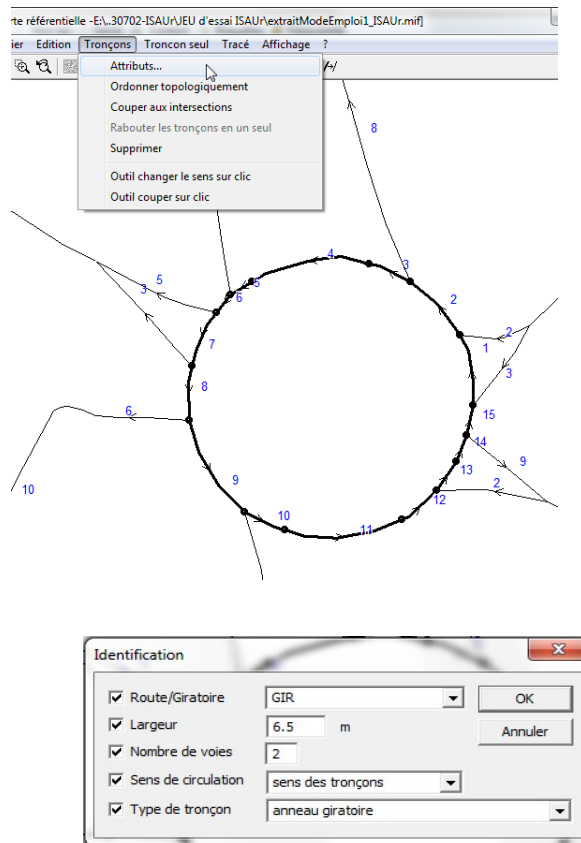 rte référentielle -E:\..30702-ISAUr\JEU d'essai ISAUr\extraitModeEmploi1_ISAUr.mif]
ier Edition Tronçons Troncon seul Tracé Affichage ?
Attributs...
Ordonner topologiquement
Couper aux intersections
Rabouter les tronçons en un seul
Supprimer
Outil changer le sens sur clic
Outil couper sur clic
8
4
3
5
5
3
6
2
2
7
1
3
8
6
15
14
9
13
9
2
10
12
10
11
Identification
Route/Giratoire GIR OK
Largeur 6.5 m Annuler
Nombre de voies 2
Sens de circulation sens des tronçons
Type de tronçon anneau giratoire